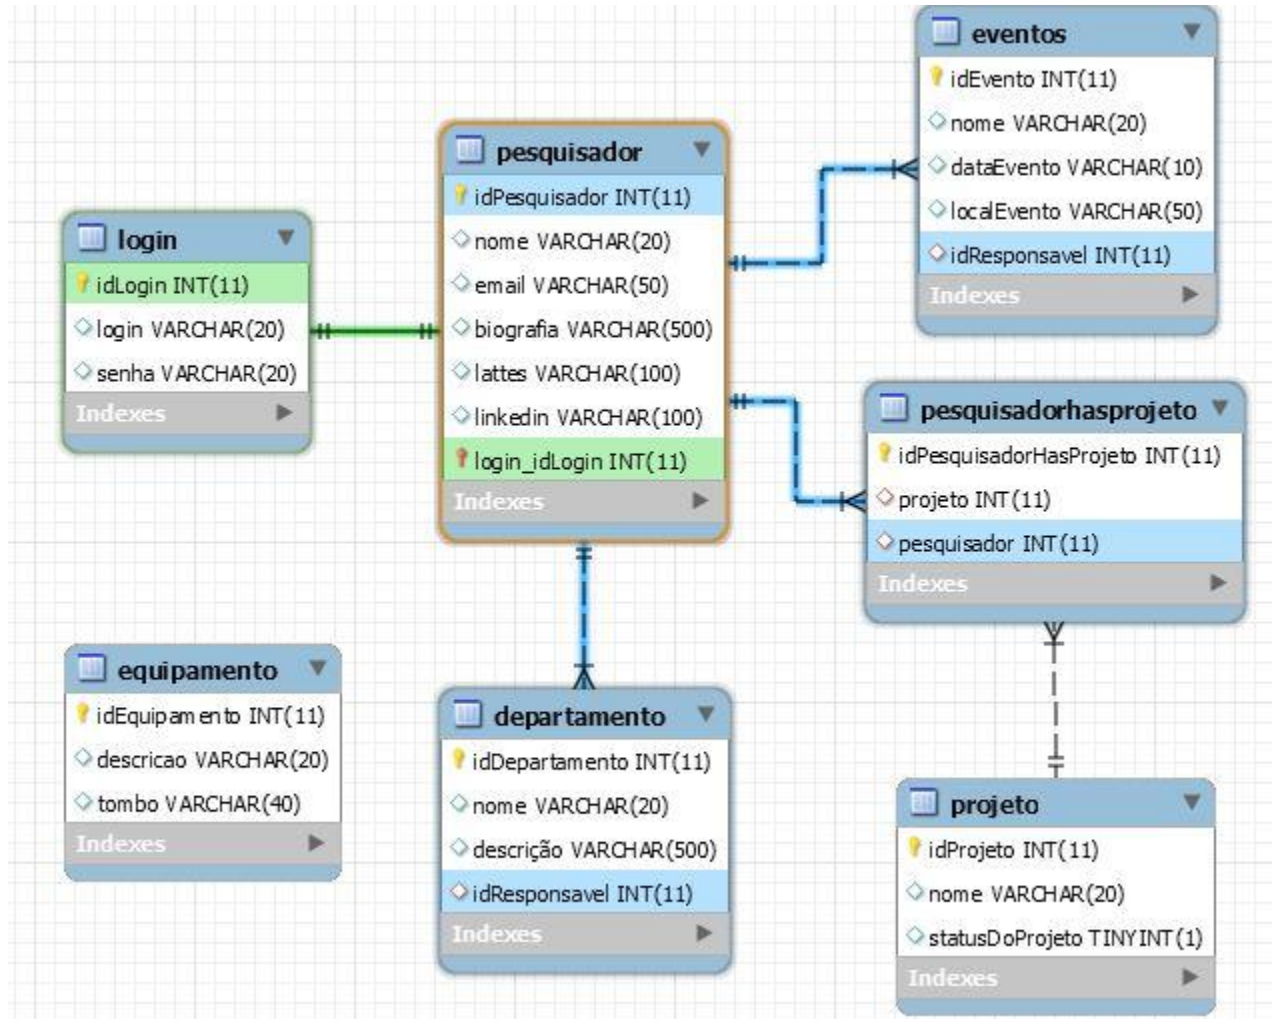 eventos
idEvento INT(11)
nome VARCHAR(20)
dataEvento VARCHAR(10)
localEvento VARCHAR(50)
idResponsavel INT(11)
Indexes
pesquisador
idPesquisador INT(11)
nome VARCHAR(20)
email VARCHAR(50)
biografia VARCHAR(500)
lattes VARCHAR(100)
linkedin VARCHAR(100)
login_idLogin INT(11)
Indexes
login
idLogin INT(11)
login VARCHAR(20)
senha VARCHAR(20)
Indexes
pesquisadorhasprojeto
idPesquisadorHasProjeto INT(11)
projeto INT(11)
pesquisador INT(11)
Indexes
equipamento
idEquipamento INT(11)
descricao VARCHAR(20)
tombo VARCHAR(40)
Indexes
departamento
idDepartamento INT(11)
nome VARCHAR(20)
descrição VARCHAR(500)
idResponsavel INT(11)
Indexes
projeto
idProjeto INT(11)
nome VARCHAR(20)
statusDoProjeto TINYINT(1)
Indexes